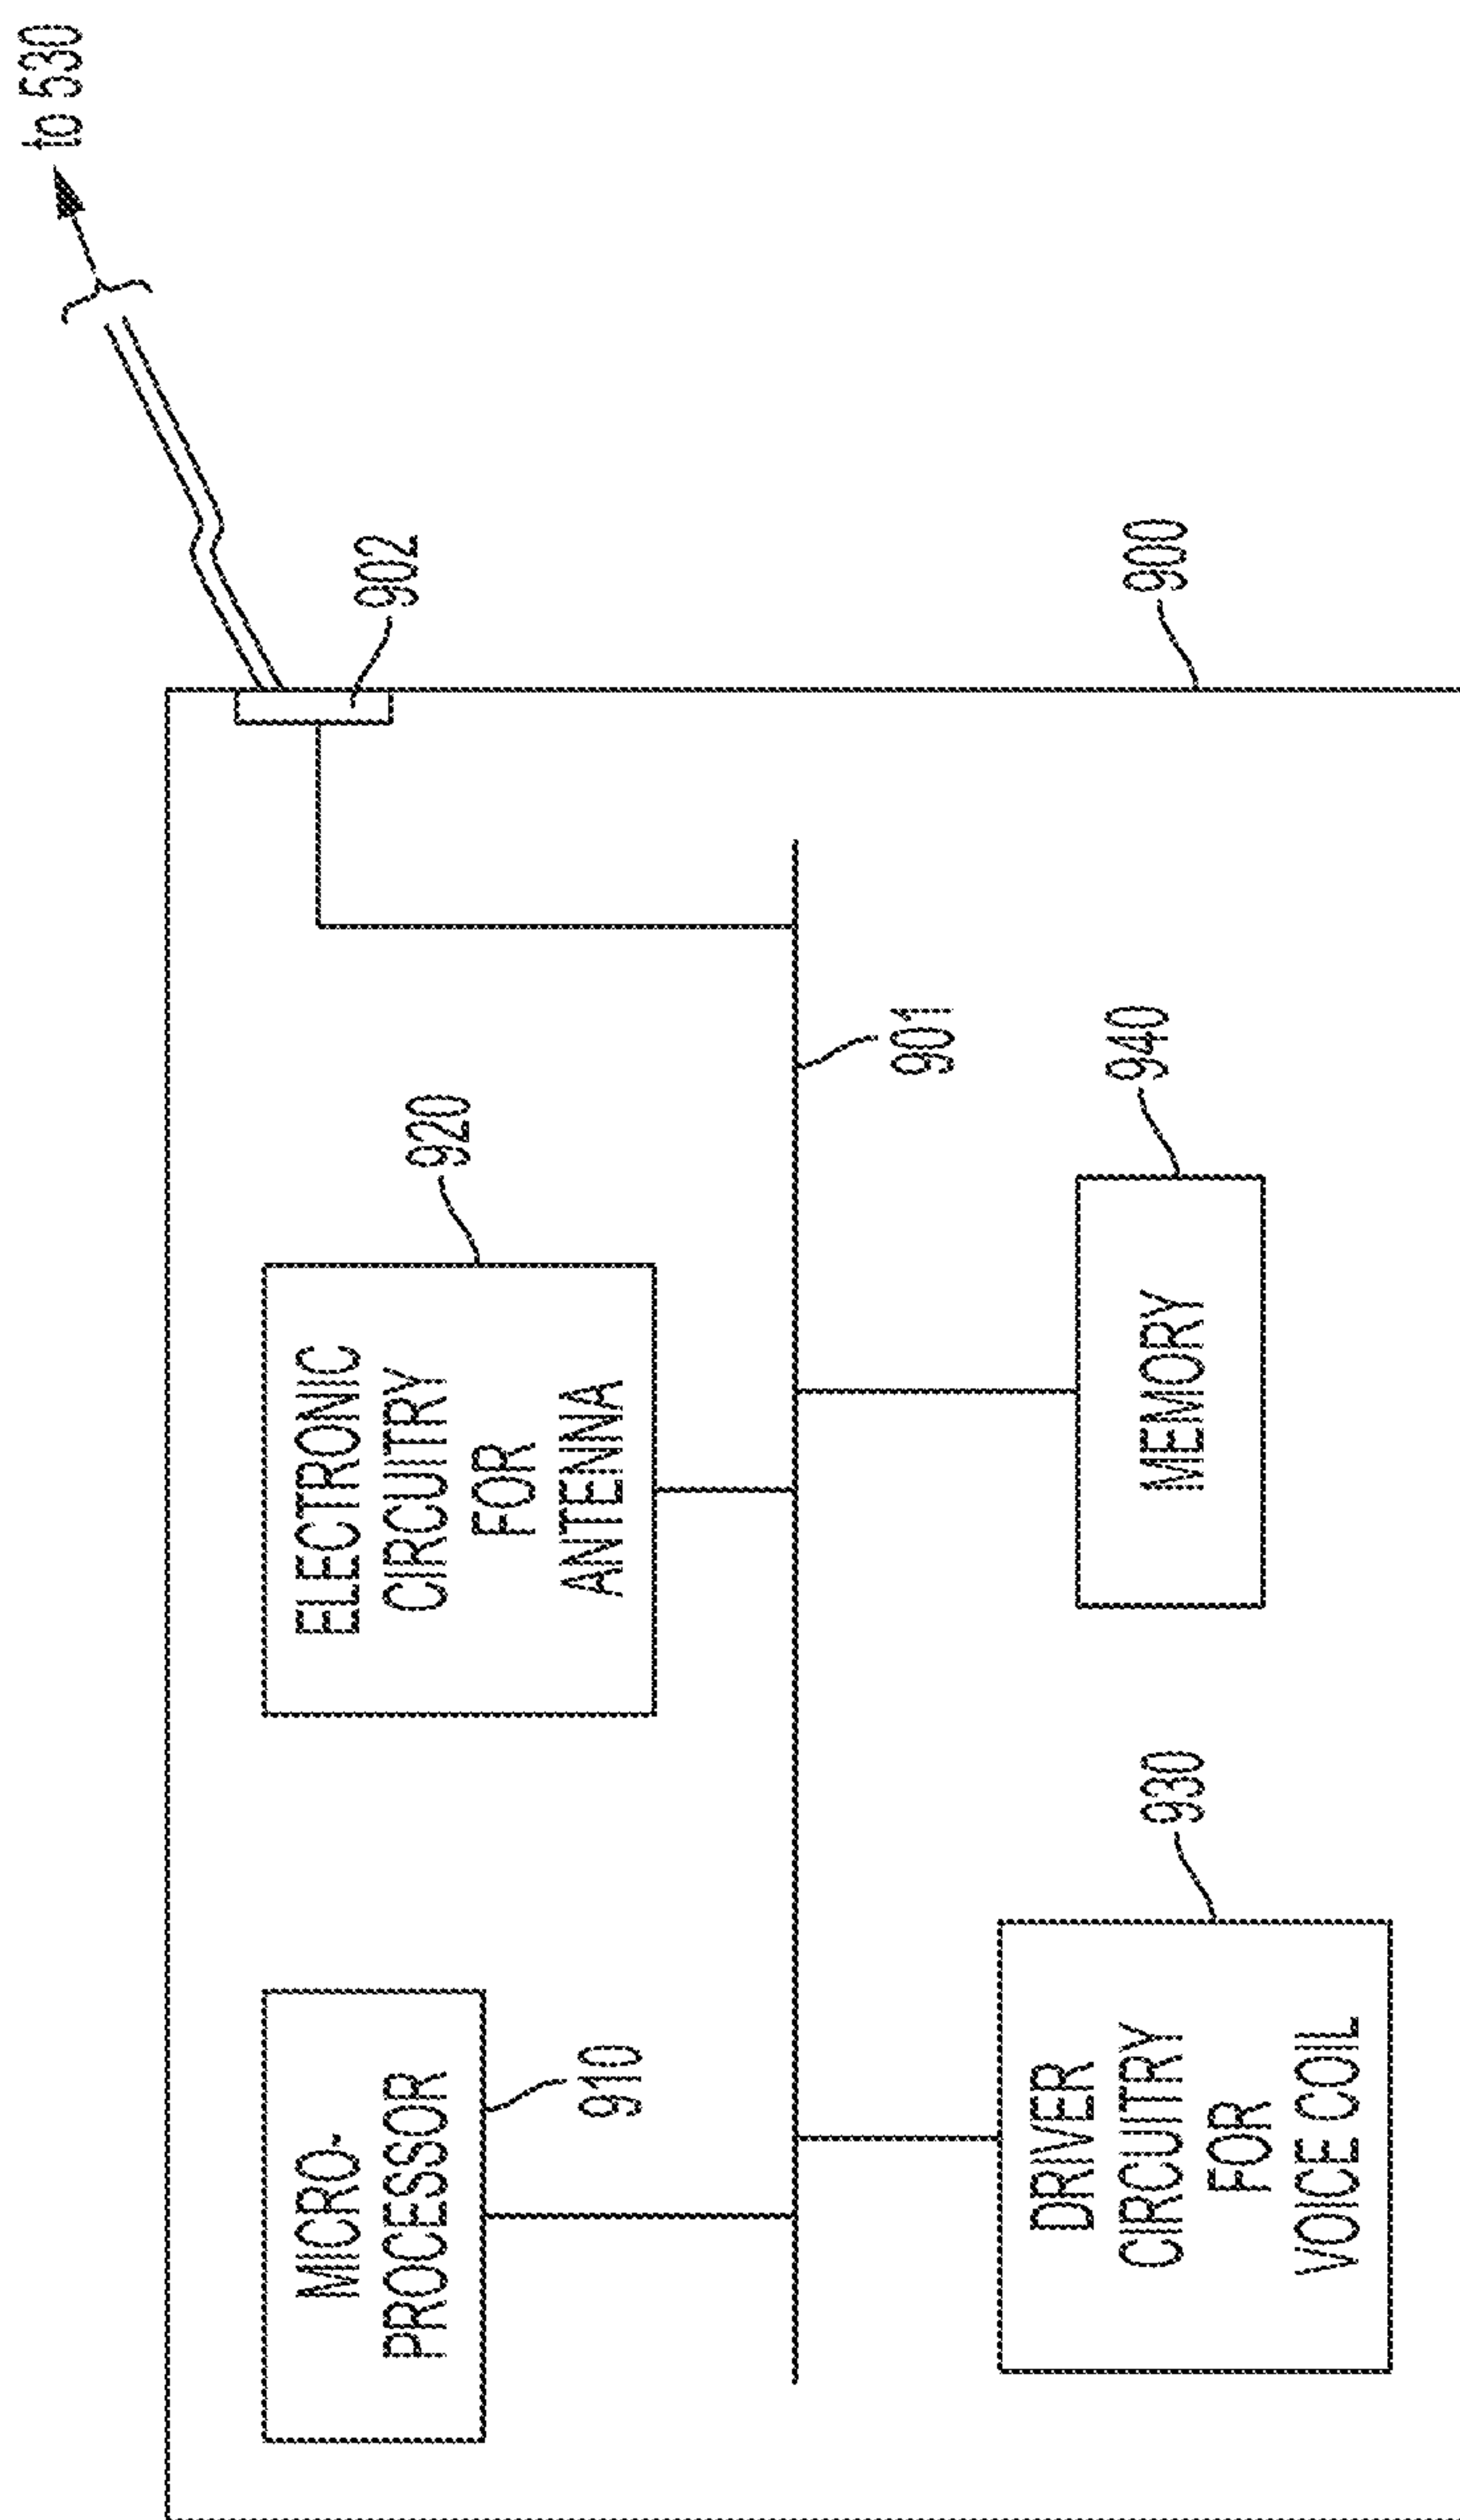 to 530
902
900
MICRO-
PROCESSOR
910
ELECTRONIC
CIRCUITRY
FOR
ANTENNA
920
901
DRIVER
CIRCUITRY
FOR
VOICE COIL
930
MEMORY
940